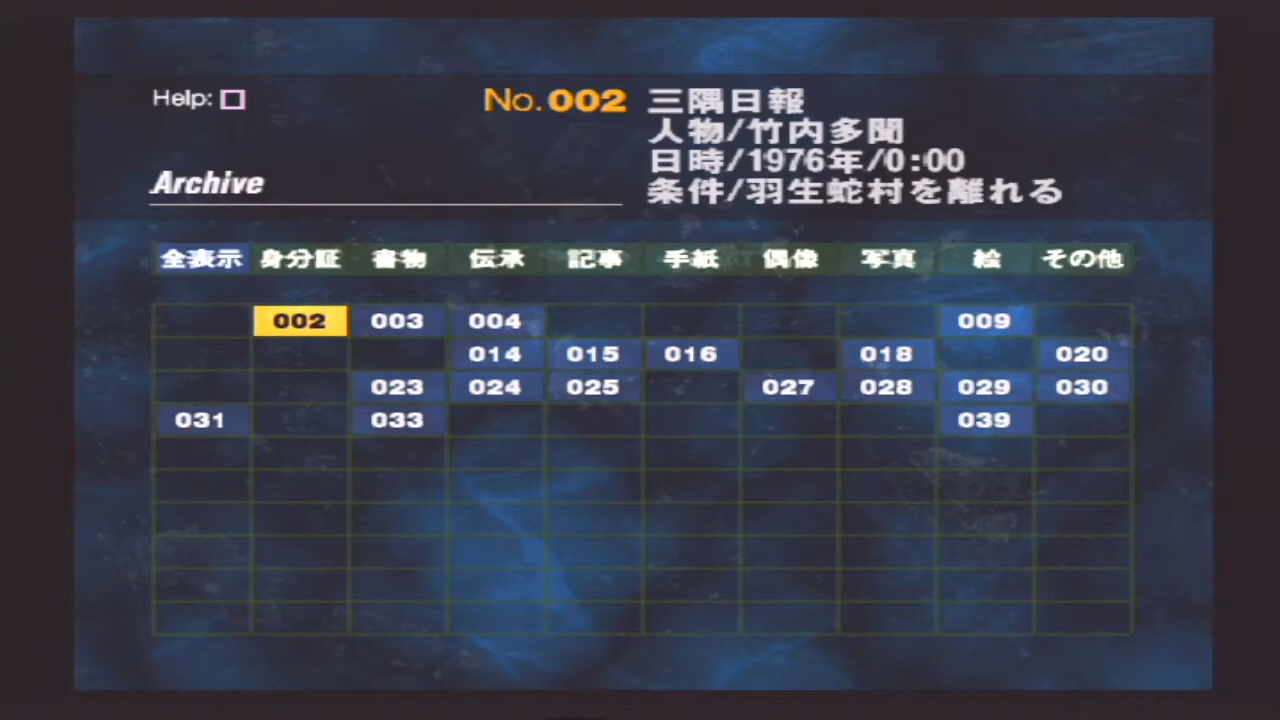 Help: □
No.002 三隅日報
人物/竹内多聞
日時/1976年/0:00
条件/羽生蛇村を離れる
Archive
全表示 身分証 書物 伝承 記事 手紙 偶像 写真 絵 その他
002 003 004 009
014 015 016 018 020
023 024 025 027 028 029 030
031 033 039